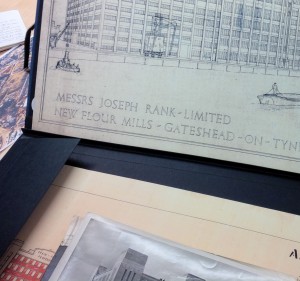 MESSRS JOSEPH RANK-LIMITED
NEW FLOUR MILLS-GATESHEAD-ON-TYN
A